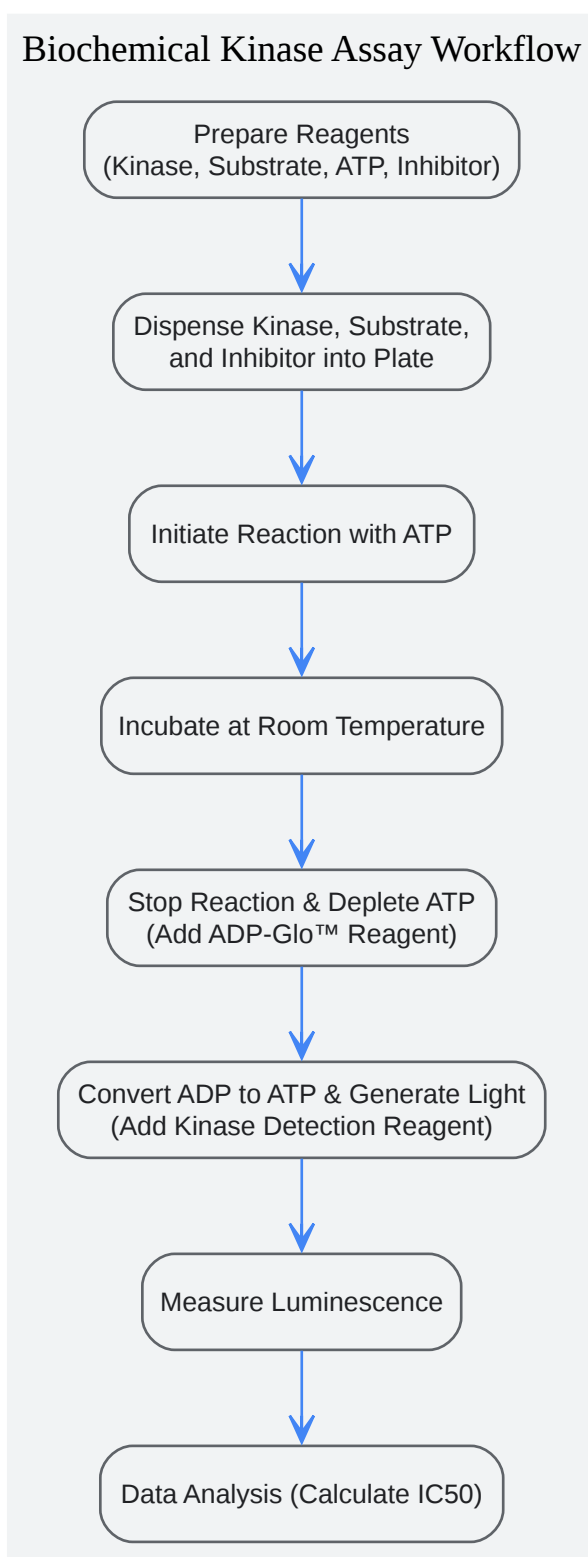 Biochemical Kinase Assay Workflow
Prepare Reagents
(Kinase, Substrate, ATP, Inhibitor)
Dispense Kinase, Substrate,
and Inhibitor into Plate
Initiate Reaction with ATP
Incubate at Room Temperature
Stop Reaction & Deplete ATP
(Add ADP-Glo™ Reagent)
Convert ADP to ATP & Generate Light
(Add Kinase Detection Reagent)
Measure Luminescence
Data Analysis (Calculate IC50)